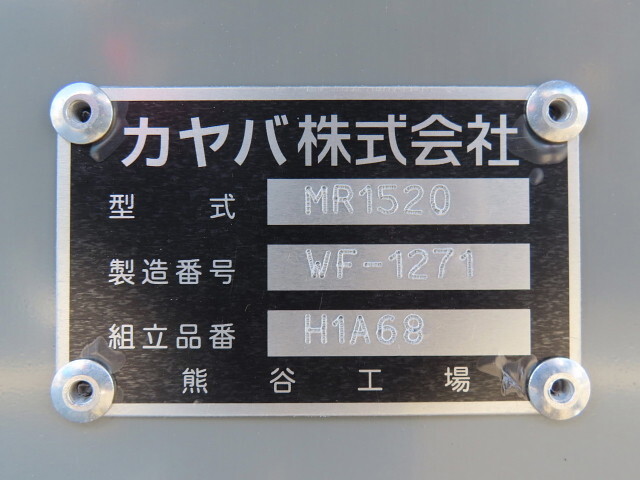 カヤバ株式会社
型式 MR1520
製造番号 WF-1271
組立品番 H1A68
熊谷工場